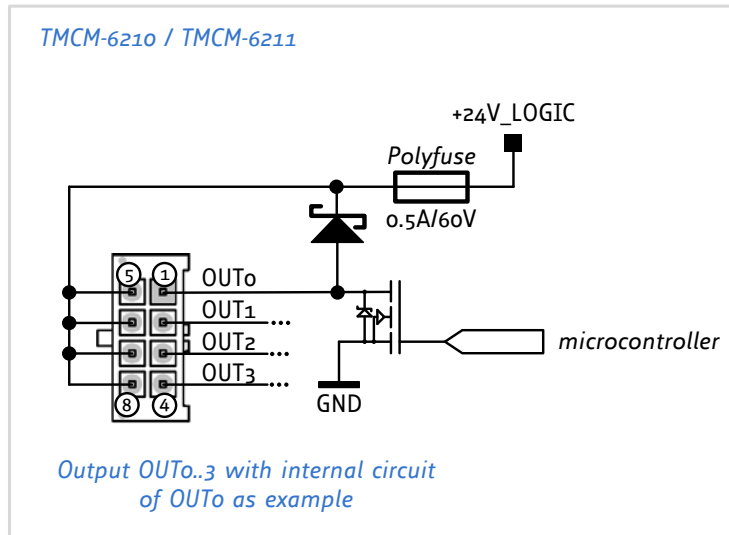 TMCM-6210 / TMCM-6211
+24V_LOGIC
Polyfuse
0.5A/60V
5 1 OUT0
OUT1 ...
OUT2 ...
OUT3 ...
8 4
microcontroller
GND
Output OUT0..3 with internal circuit
of OUT0 as example